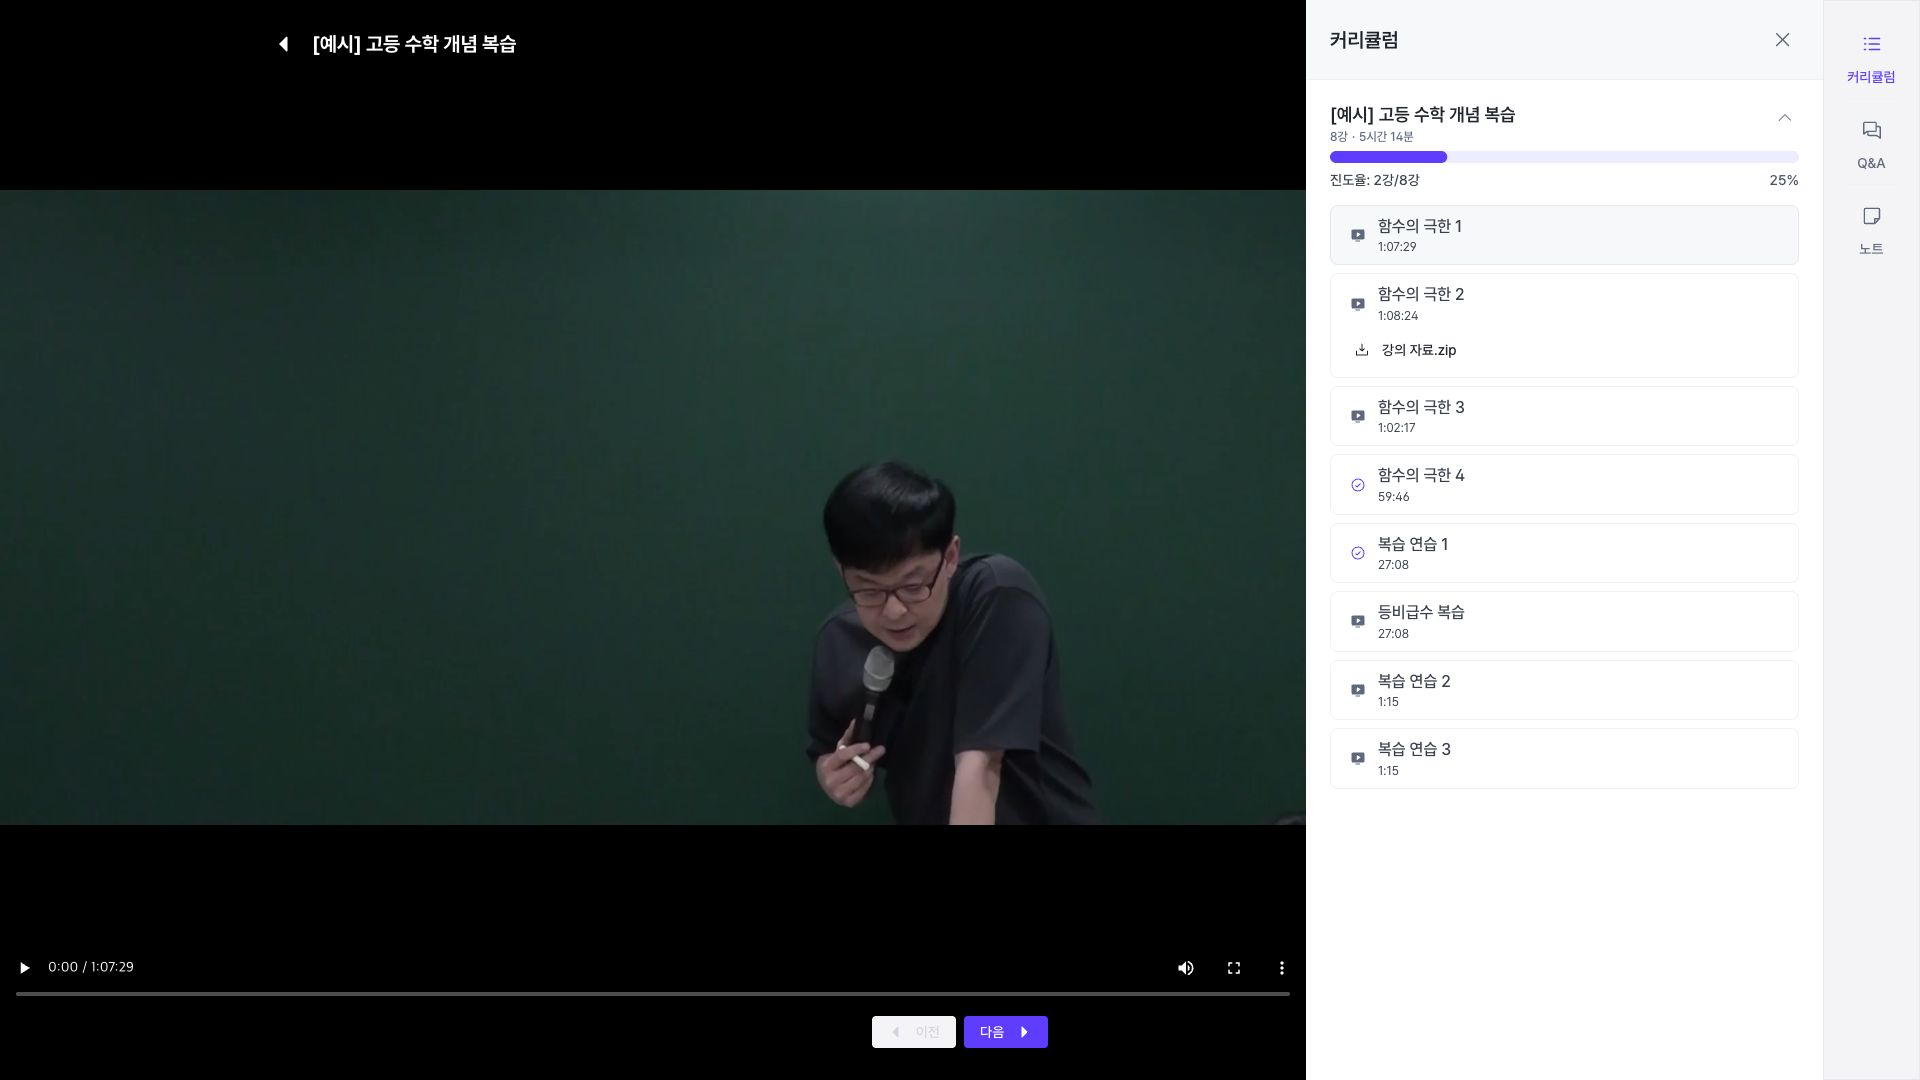 [예시] 고등 수학 개념 복습
0:00 / 1:07:29
이전
다음
커리큘럼
[예시] 고등 수학 개념 복습
8강 · 5시간 14분
진도율: 2강/8강
25%
함수의 극한 1
1:07:29
함수의 극한 2
1:08:24
강의 자료.zip
함수의 극한 3
1:02:17
함수의 극한 4
59:46
복습 연습 1
27:08
등비급수 복습
27:08
복습 연습 2
1:15
복습 연습 3
1:15
커리큘럼
Q&A
노트